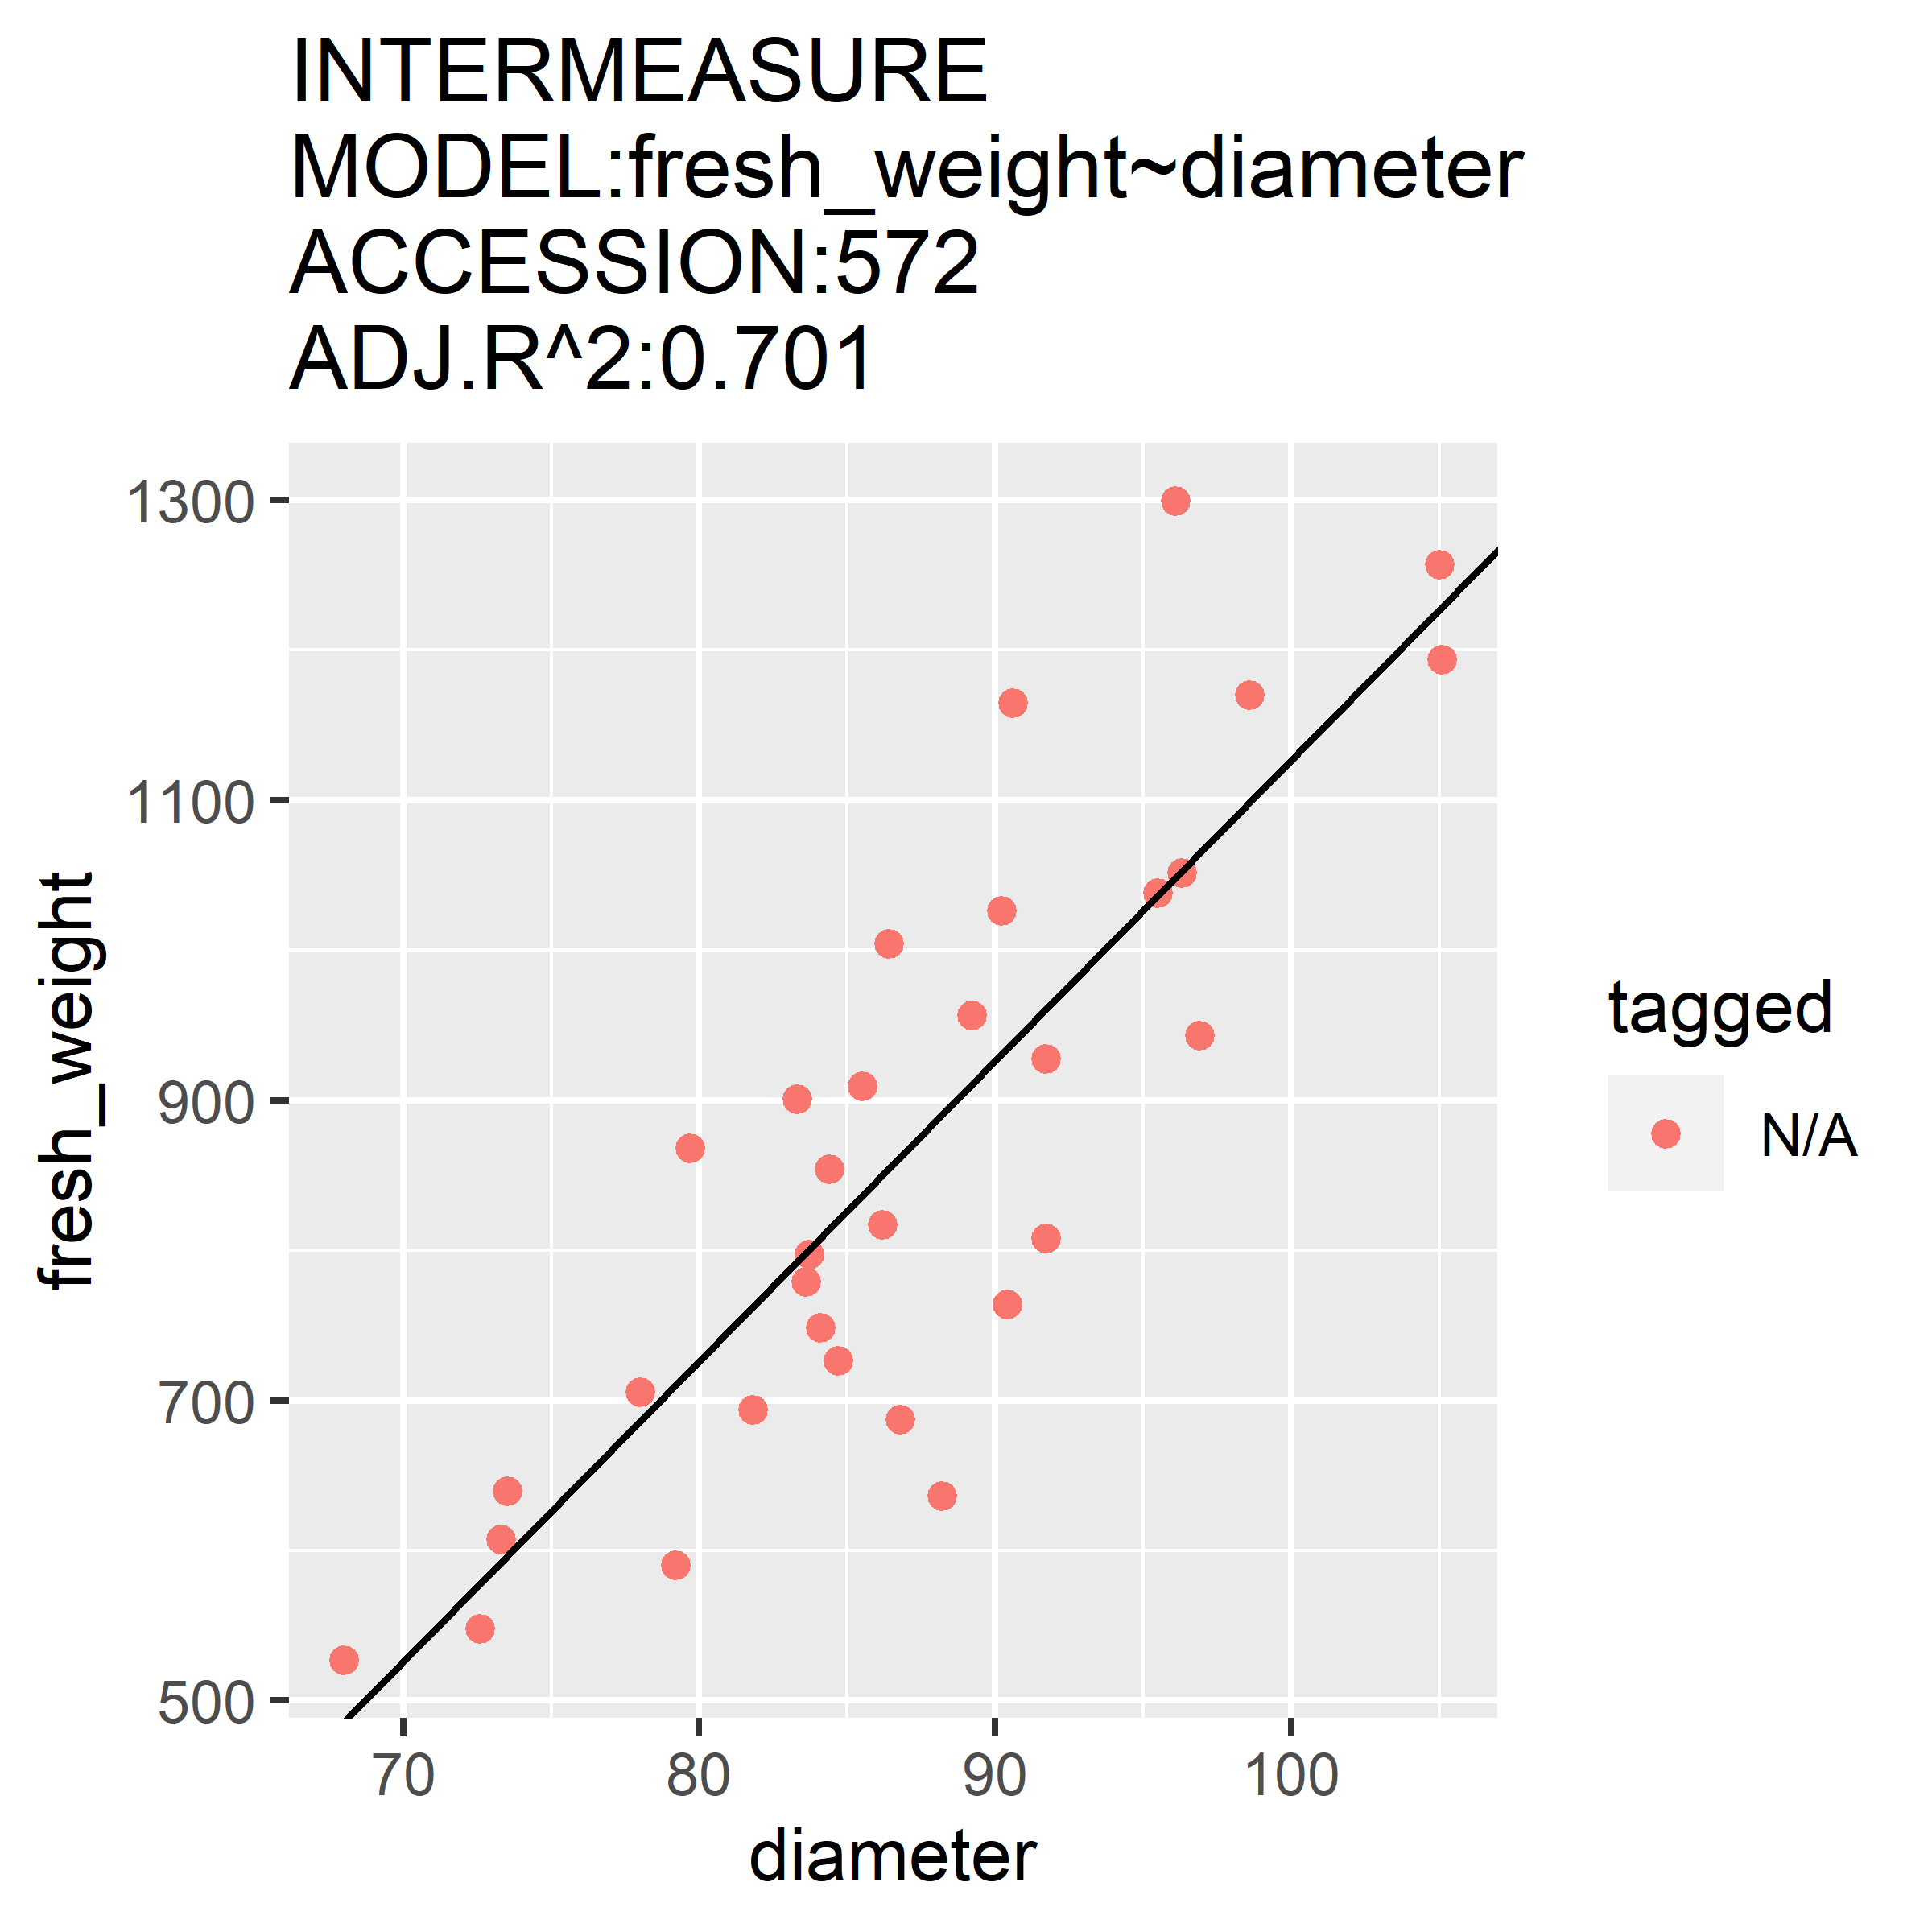 INTERMEASURE
MODEL:fresh_weight~diameter
ACCESSION:572
ADJ.R^2:0.701
1300
1100
900
700
500
fresh_weight
70 80 90 100
diameter
tagged
N/A